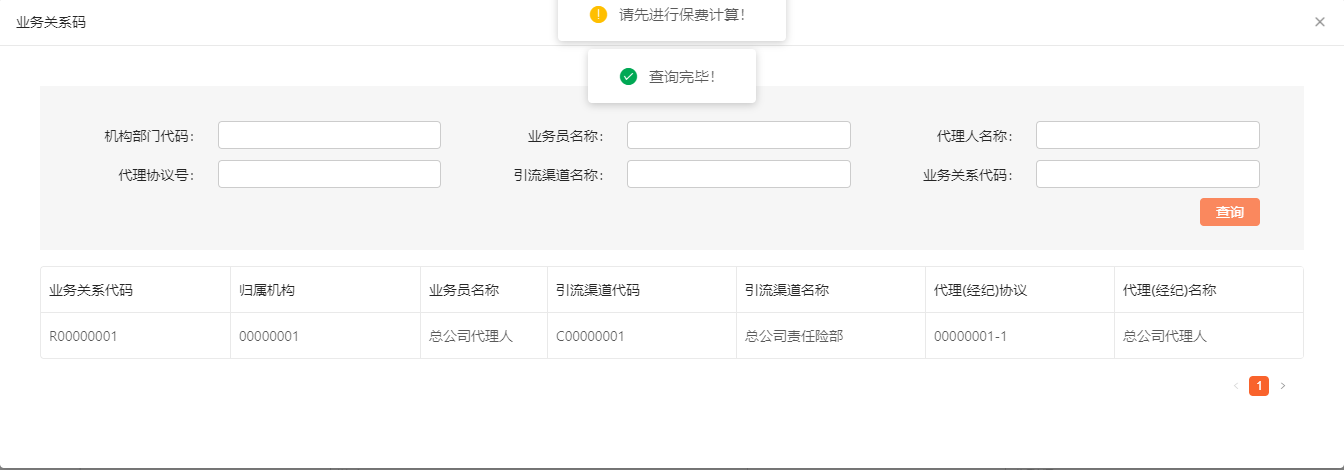 业务关系码
请先进行保费计算！
查询完毕！
机构部门代码：
业务员名称：
代理人名称：
代理协议号：
引流渠道名称：
业务关系代码：
查询
业务关系代码 归属机构 业务员名称 引流渠道代码 引流渠道名称 代理(经纪)协议 代理(经纪)名称
R00000001 00000001 总公司代理人 C00000001 总公司责任险部 00000001-1 总公司代理人
1